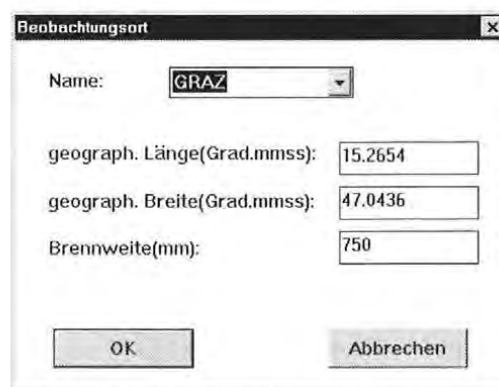 Beobachtungsort
Name: GRAZ
geograph. Länge(Grad.mmss): 15.2654
geograph. Breite(Grad.mmss): 47.0436
Brennweite(mm): 750
OK Abbrechen